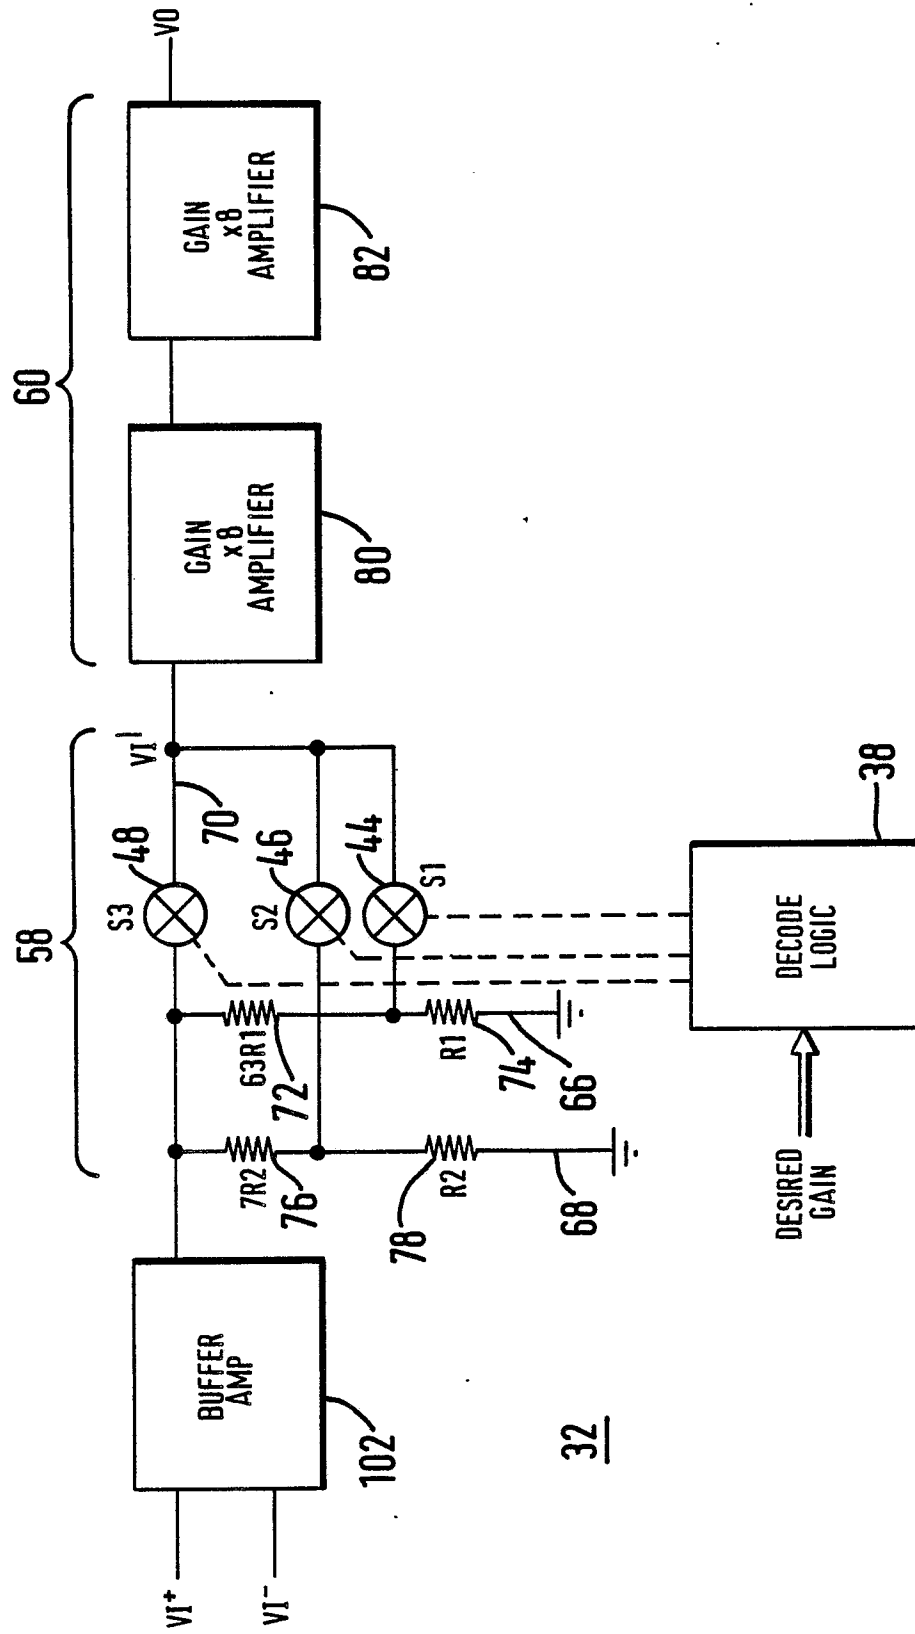 VI+
VI-
BUFFER
AMP
102
58
7R2
76
R2
78
68
63R1
72
R1
74
66
S3
48
S2
46
S1
44
70
VI'
60
GAIN
x8
AMPLIFIER
80
GAIN
x8
AMPLIFIER
82
VO
DESIRED
GAIN
DECODE
LOGIC
38
32